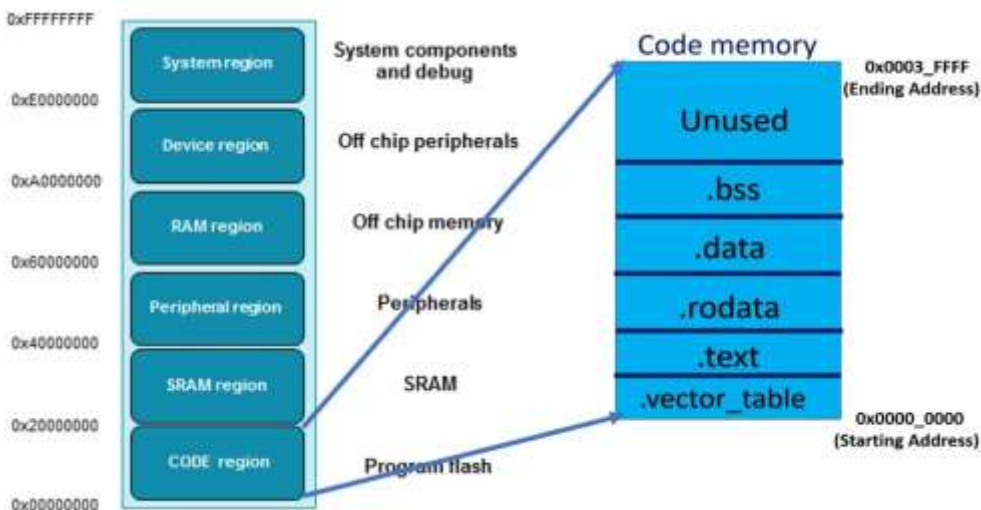 0xFFFFFFFF
System region
System components
and debug
0xE0000000
Device region
Off chip peripherals
0xA0000000
RAM region
Off chip memory
0x60000000
Peripheral region
Peripherals
0x40000000
SRAM region
SRAM
0x20000000
CODE region
Program flash
0x00000000
Code memory
0x0003_FFFF
(Ending Address)
Unused
.bss
.data
.rodata
.text
.vector_table
0x0000_0000
(Starting Address)